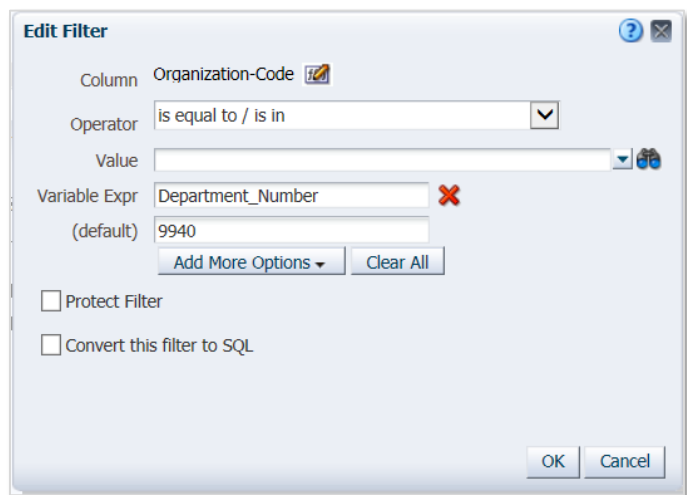 Edit Filter
Column Organization-Code
Operator is equal to / is in
Value
Variable Expr Department_Number
(default) 9940
Add More Options Clear All
Protect Filter
Convert this filter to SQL
OK Cancel